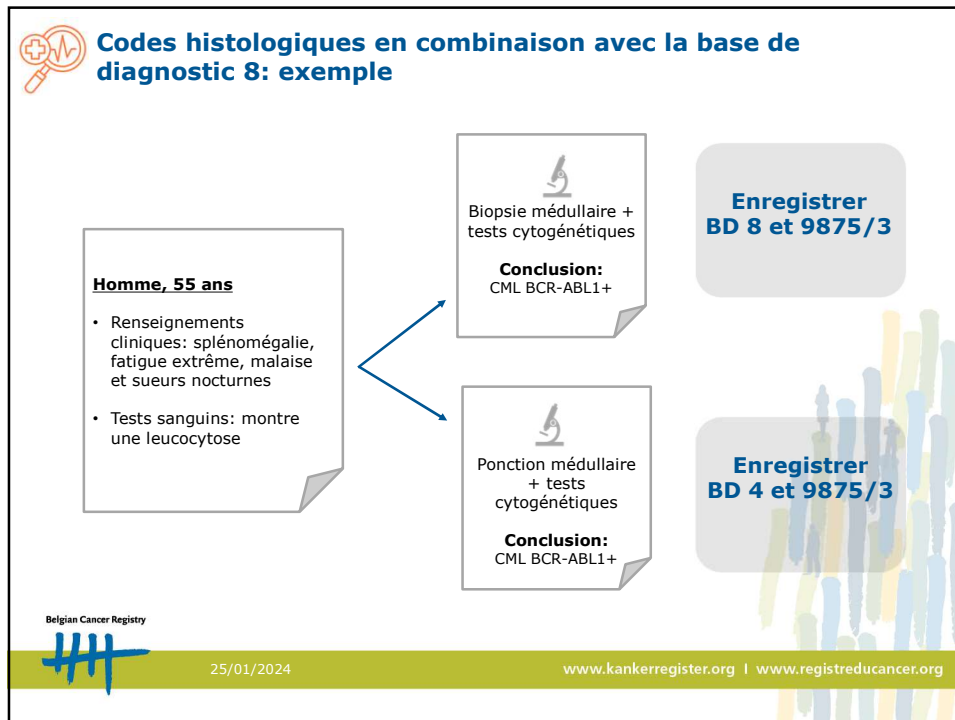 Codes histologiques en combinaison avec la base de
diagnostic 8: exemple
Homme, 55 ans
• Renseignements
cliniques: splénomégalie,
fatigue extrême, malaise
et sueurs nocturnes
• Tests sanguins: montre
une leucocytose
Biopsie médullaire +
tests cytogénétiques
Conclusion:
CML BCR-ABL1+
Enregistrer
BD 8 et 9875/3
Ponction médullaire
+ tests
cytogénétiques
Conclusion:
CML BCR-ABL1+
Enregistrer
BD 4 et 9875/3
Belgian Cancer Registry
25/01/2024
www.kankerregister.org I www.registreducancer.org